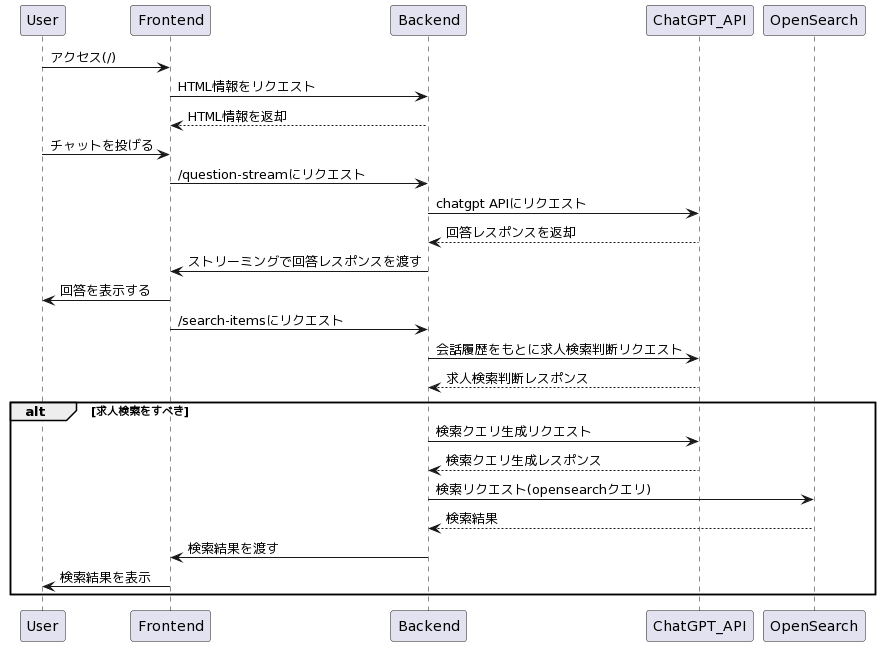 User Frontend Backend ChatGPT_API OpenSearch
アクセス(/)
HTML情報をリクエスト
HTML情報を返却
チャットを投げる
/question-streamにリクエスト
chatgpt APIにリクエスト
回答レスポンスを返却
ストリーミングで回答レスポンスを渡す
回答を表示する
/search-itemsにリクエスト
会話履歴をもとに求人検索判断リクエスト
求人検索判断レスポンス
alt [求人検索をすべき]
検索クエリ生成リクエスト
検索クエリ生成レスポンス
検索リクエスト(opensearchクエリ)
検索結果
検索結果を渡す
検索結果を表示
User Frontend Backend ChatGPT_API OpenSearch